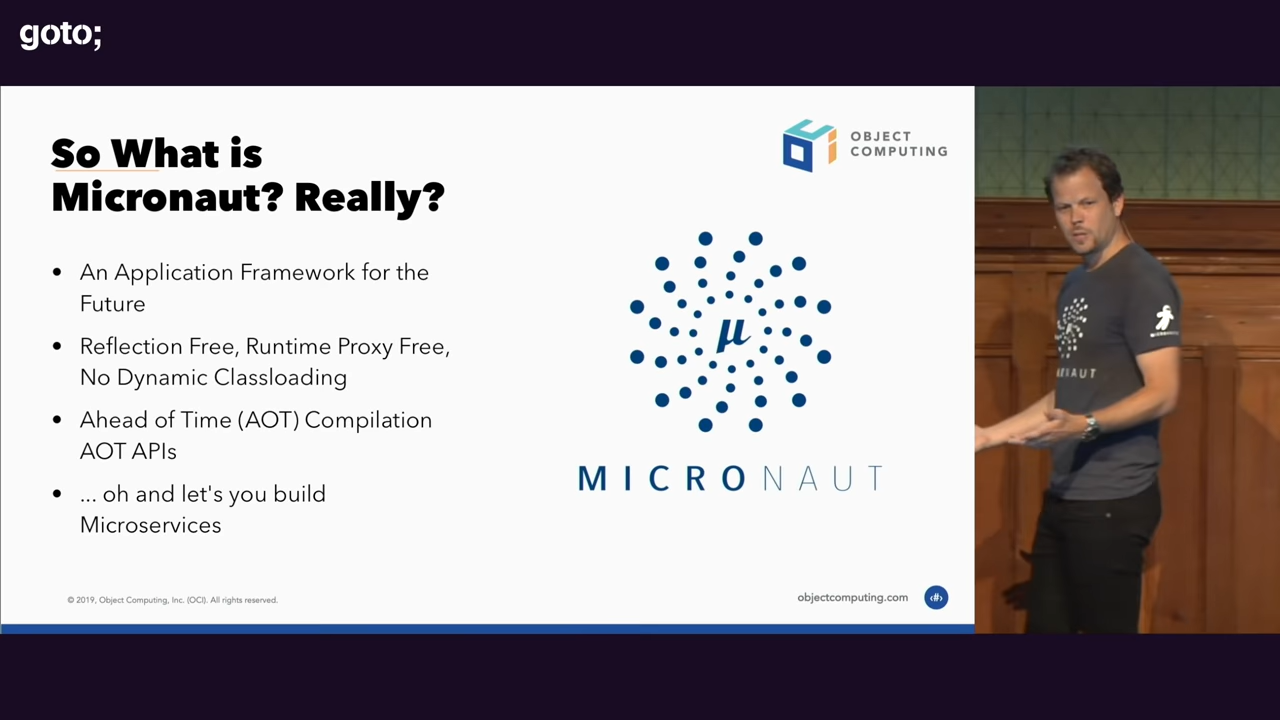 goto;
So What is
Micronaut? Really?
OBJECT
COMPUTING
• An Application Framework for the
Future
• Reflection Free, Runtime Proxy Free,
No Dynamic Classloading
• Ahead of Time (AOT) Compilation
AOT APIs
• ... oh and let's you build
Microservices
μ
MICRONAUT
© 2019, Object Computing, Inc. (OCI). All rights reserved.
objectcomputing.com
‹#›